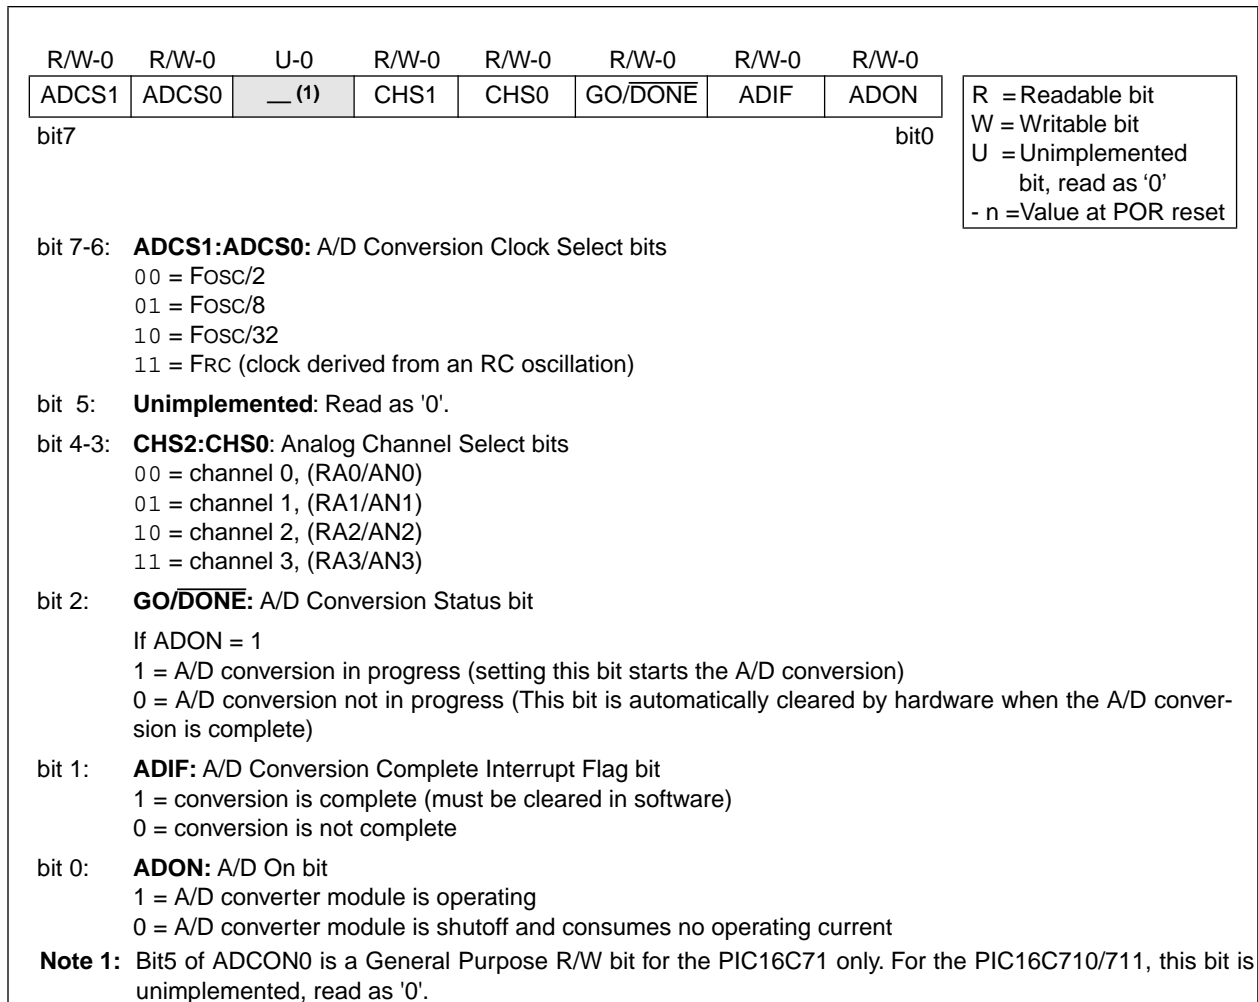 R/W-0 R/W-0 U-0 R/W-0 R/W-0 R/W-0 R/W-0 R/W-0
ADCS1 ADCS0 — (1) CHS1 CHS0 GO/DONE ADIF ADON
bit7 bit0
R = Readable bit
W = Writable bit
U = Unimplemented
bit, read as ‘0’
- n =Value at POR reset
bit 7-6: ADCS1:ADCS0: A/D Conversion Clock Select bits
00 = FOSC/2
01 = FOSC/8
10 = FOSC/32
11 = FRC (clock derived from an RC oscillation)
bit 5: Unimplemented: Read as '0'.
bit 4-3: CHS2:CHS0: Analog Channel Select bits
00 = channel 0, (RA0/AN0)
01 = channel 1, (RA1/AN1)
10 = channel 2, (RA2/AN2)
11 = channel 3, (RA3/AN3)
bit 2: GO/DONE: A/D Conversion Status bit
If ADON = 1
1 = A/D conversion in progress (setting this bit starts the A/D conversion)
0 = A/D conversion not in progress (This bit is automatically cleared by hardware when the A/D conver-
sion is complete)
bit 1: ADIF: A/D Conversion Complete Interrupt Flag bit
1 = conversion is complete (must be cleared in software)
0 = conversion is not complete
bit 0: ADON: A/D On bit
1 = A/D converter module is operating
0 = A/D converter module is shutoff and consumes no operating current
Note 1: Bit5 of ADCON0 is a General Purpose R/W bit for the PIC16C71 only. For the PIC16C710/711, this bit is
unimplemented, read as '0'.